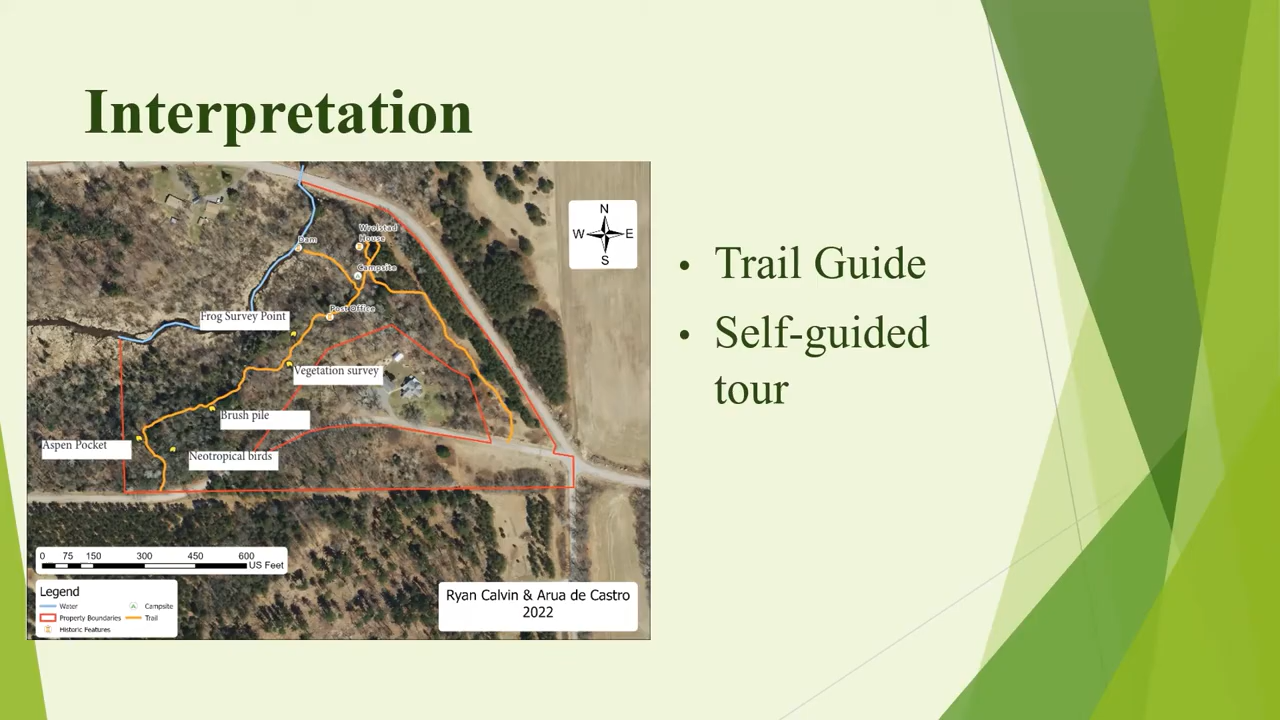 Interpretation
N
W E
S
Wrolstad
House
Dam
Campsite
Post Office
Frog Survey Point
Vegetation survey
Brush pile
Aspen Pocket
Neotropical birds
0 75 150 300 450 600
US Feet
Legend
Water
Campsite
Property Boundaries
Trail
Historic Features
Ryan Calvin & Arua de Castro
2022
• Trail Guide
• Self-guided
tour